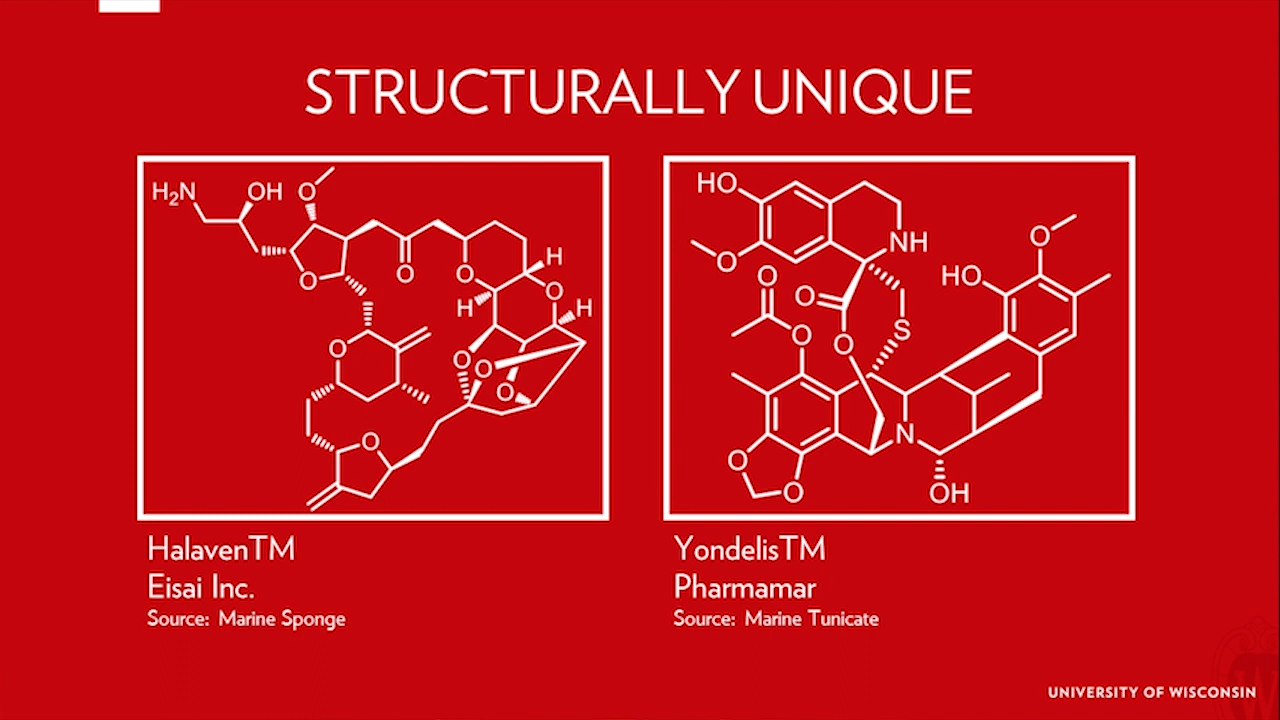 STRUCTURALLY UNIQUE
H2N
OH
O
O
O
O
H
O
H
H
O
O
O
O
O
HO
NH
O
O
O
O
O
S
HO
O
N
O
O
OH
HalavenTM
Eisai Inc.
Source: Marine Sponge
YondelisTM
Pharmamar
Source: Marine Tunicate
UNIVERSITY OF WISCONSIN
W